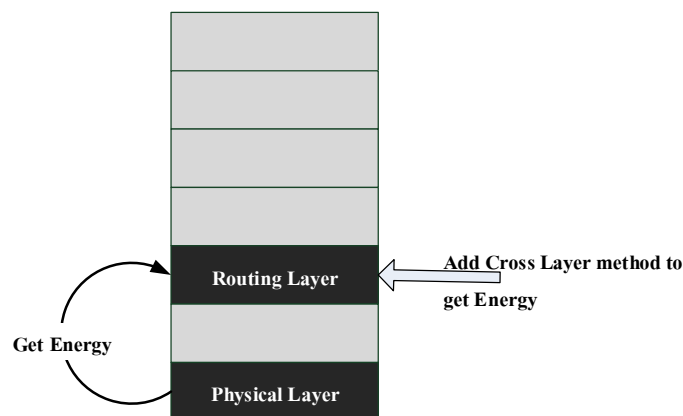 Routing Layer
Add Cross Layer method to
get Energy
Get Energy
Physical Layer